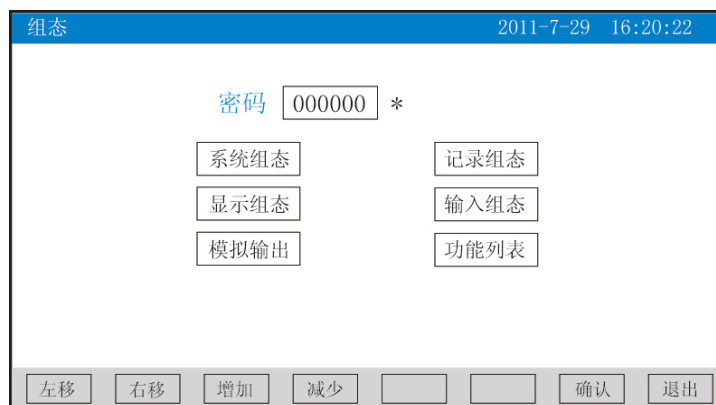 组态 2011-7-29 16:20:22
密码 000000 *
系统组态 记录组态
显示组态 输入组态
模拟输出 功能列表
左移 右移 增加 减少 确认 退出